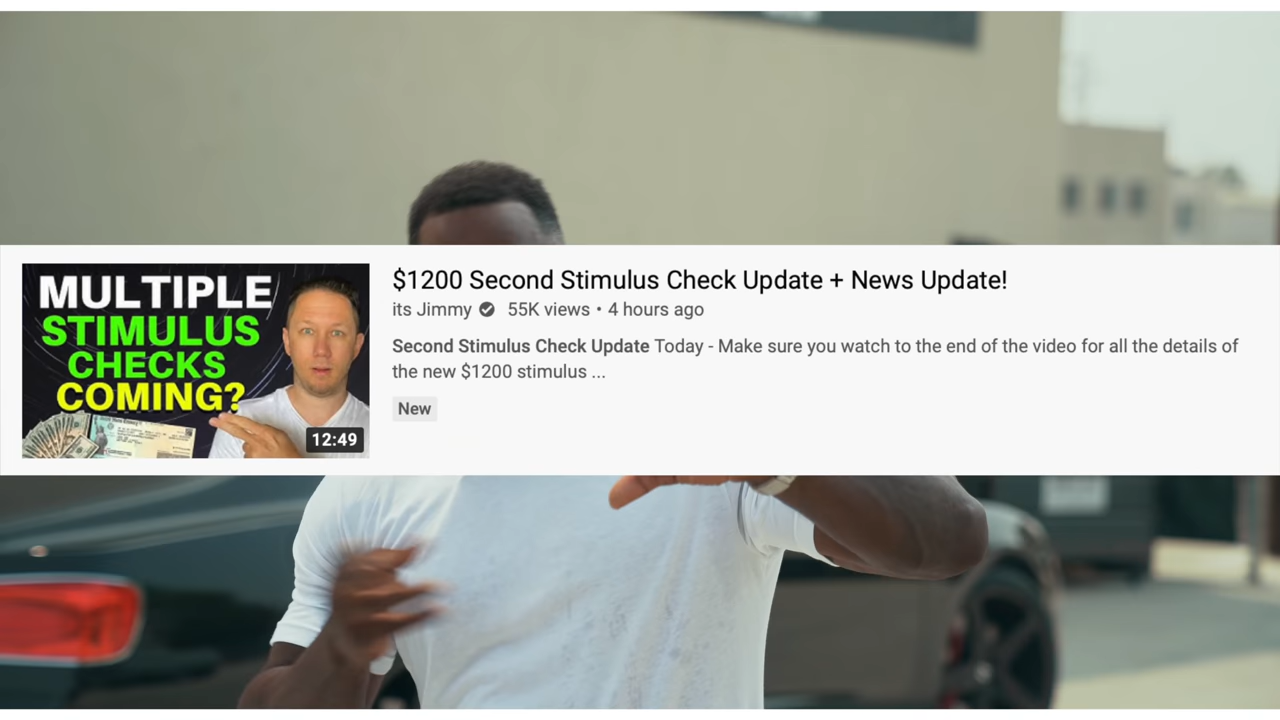 MULTIPLE
STIMULUS
CHECKS
COMING?
12:49
$1200 Second Stimulus Check Update + News Update!
its Jimmy 55K views • 4 hours ago
Second Stimulus Check Update Today - Make sure you watch to the end of the video for all the details of
the new $1200 stimulus ...
New